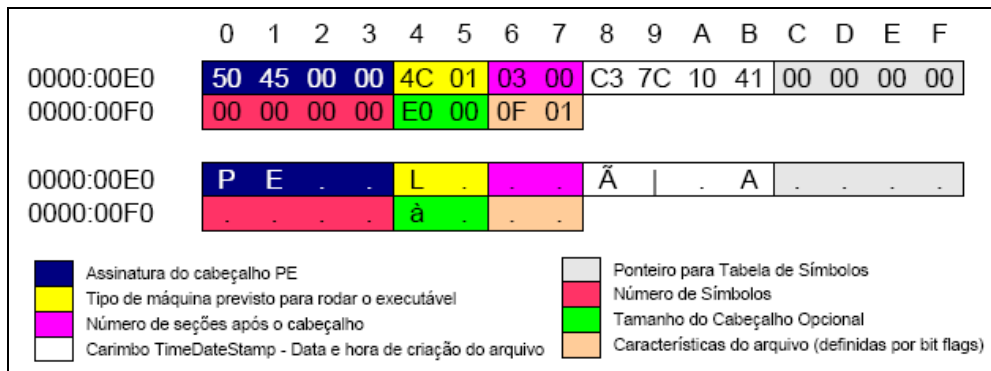 0 1 2 3 4 5 6 7 8 9 A B C D E F
0000:00E0 50 45 00 00 4C 01 03 00 C3 7C 10 41 00 00 00 00
0000:00F0 00 00 00 00 E0 00 0F 01
0000:00E0 P E . . L . . . Ã | . A . . . .
0000:00F0 . . . . à . . .
Assinatura do cabeçalho PE
Tipo de máquina previsto para rodar o executável
Número de seções após o cabeçalho
Carimbo TimeDateStamp - Data e hora de criação do arquivo
Ponteiro para Tabela de Símbolos
Número de Símbolos
Tamanho do Cabeçalho Opcional
Características do arquivo (definidas por bit flags)